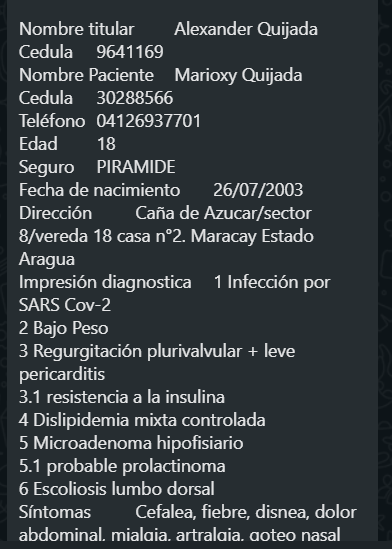 Nombre titular Alexander Quijada
Cedula 9641169
Nombre Paciente Marioxy Quijada
Cedula 30288566
Teléfono 04126937701
Edad 18
Seguro PIRAMIDE
Fecha de nacimiento 26/07/2003
Dirección Caña de Azucar/sector
8/vereda 18 casa n°2. Maracay Estado
Aragua
Impresión diagnostica 1 Infección por
SARS Cov-2
2 Bajo Peso
3 Regurgitación plurivalvular + leve
pericarditis
3.1 resistencia a la insulina
4 Dislipidemia mixta controlada
5 Microadenoma hipofisiario
5.1 probable prolactinoma
6 Escoliosis lumbo dorsal
Síntomas Cefalea, fiebre, disnea, dolor
abdominal, mialgia, artralgia, goteo nasal